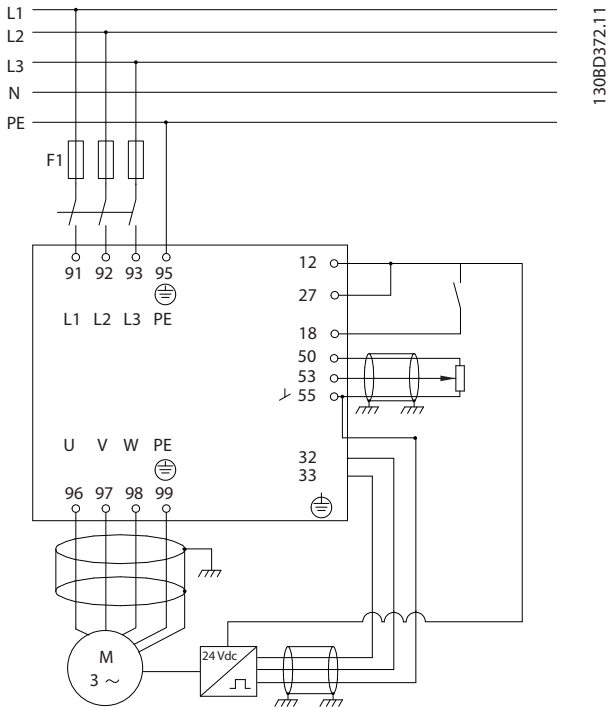 L1
L2
L3
N
PE
130BD372.11
F1
91 92 93 95
L1 L2 L3 PE
12
27
18
50
53
55
U V W PE
32
33
96 97 98 99
M
3 ~
24 Vdc